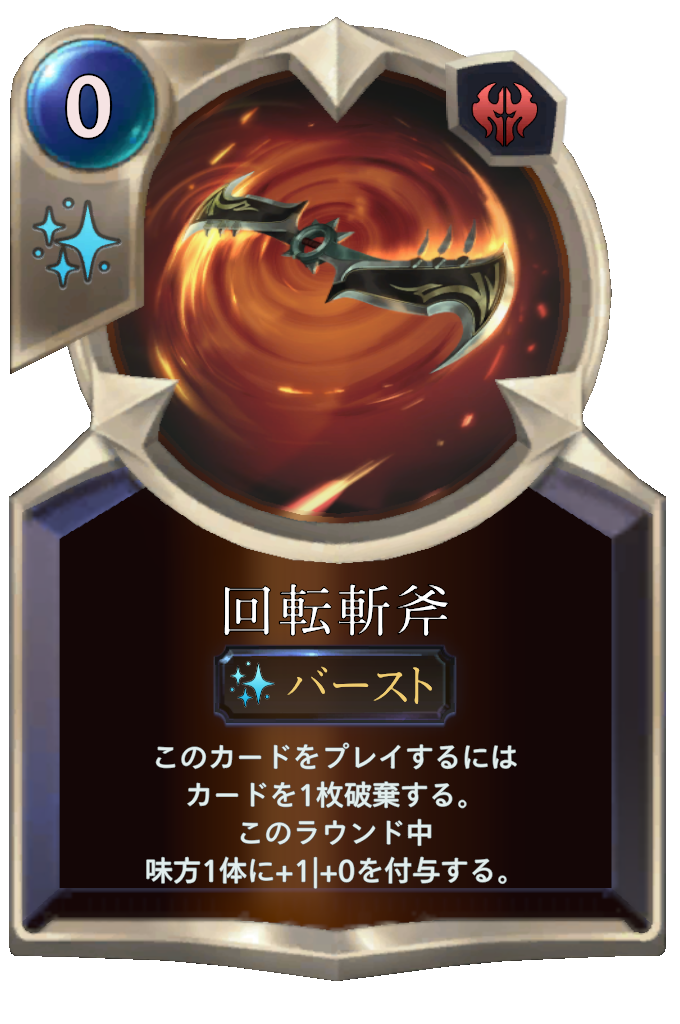 0
回転斬斧
バースト
このカードをプレイするには
カードを1枚破棄する。
このラウンド中
味方1体に+1|+0を付与する。